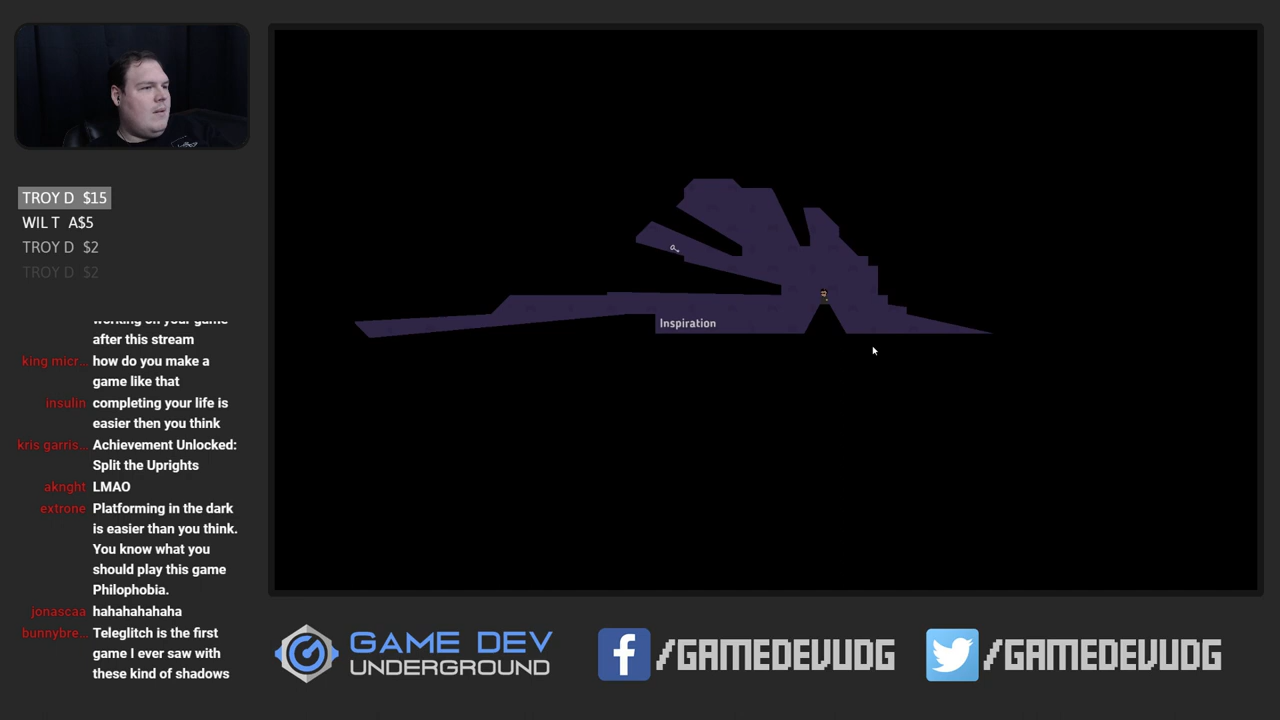 TROY D $15
WIL T A$5
TROY D $2
TROY D $2
working on your game
after this stream
king micr... how do you make a
game like that
insulin completing your life is
easier then you think
kris garris... Achievement Unlocked:
Split the Uprights
aknght LMAO
extrone Platforming in the dark
is easier than you think.
You know what you
should play this game
Philophobia.
jonascaa hahahahahaha
bunnybre... Teleglitch is the first
game I ever saw with
these kind of shadows
Inspiration
GAME DEV
UNDERGROUND
/GAMEDEVUDG
/GAMEDEVUDG